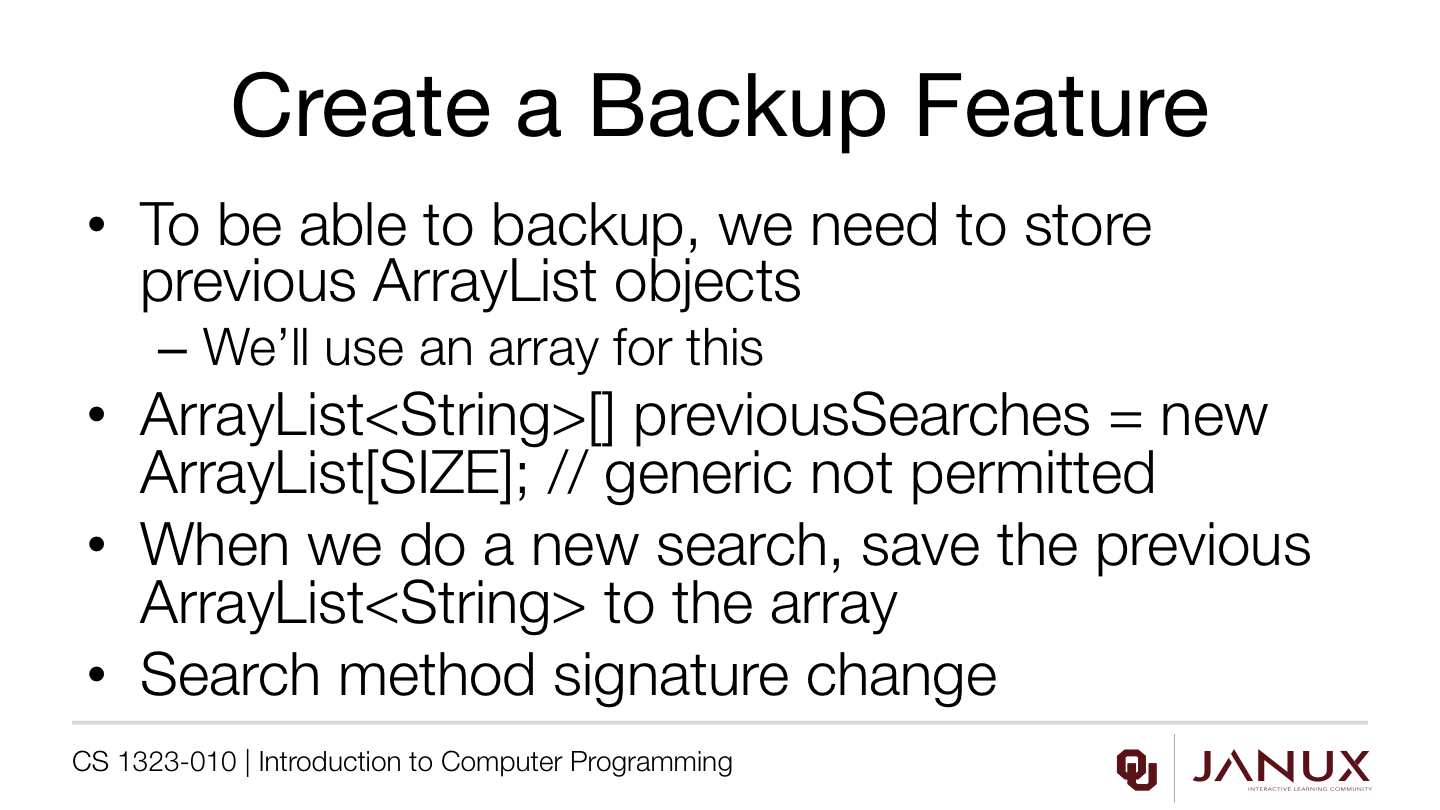 Create a Backup Feature
• To be able to backup, we need to store
previous ArrayList objects
– We’ll use an array for this
• ArrayList<String>[] previousSearches = new
ArrayList[SIZE]; // generic not permitted
• When we do a new search, save the previous
ArrayList<String> to the array
• Search method signature change
CS 1323-010 | Introduction to Computer Programming
OU
JANUX
INTERACTIVE LEARNING COMMUNITY